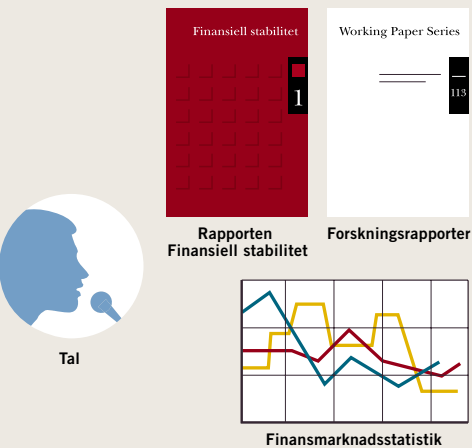 Finansiell stabilitet
1
Working Paper Series
113
Rapporten
Finansiell stabilitet
Forskningsrapporter
Tal
Finansmarknadsstatistik